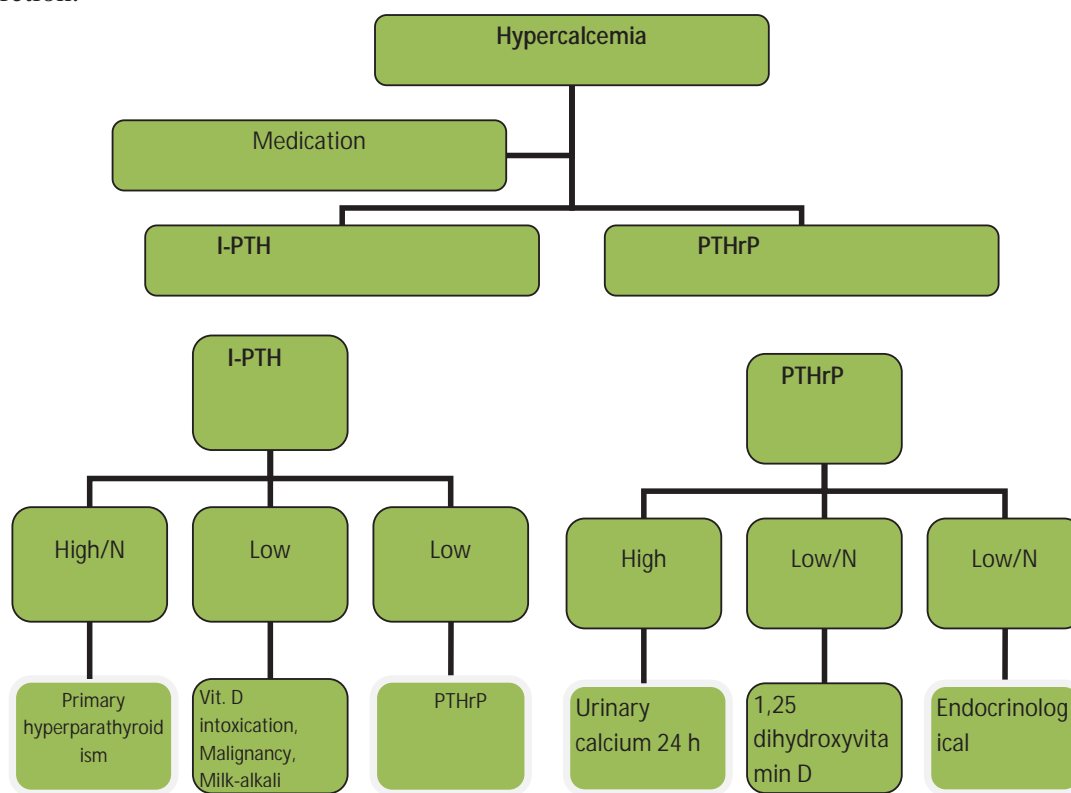 Hypercalcemia
Medication
I-PTH
PTHrP
I-PTH
PTHrP
High/N
Low
Low
High
Low/N
Low/N
Primary
hyperparathyroid
ism
Vit. D
intoxication,
Malignancy,
Milk-alkali
PTHrP
Urinary
calcium 24 h
1,25
dihydroxyvita
min D
Endocrinolog
ical